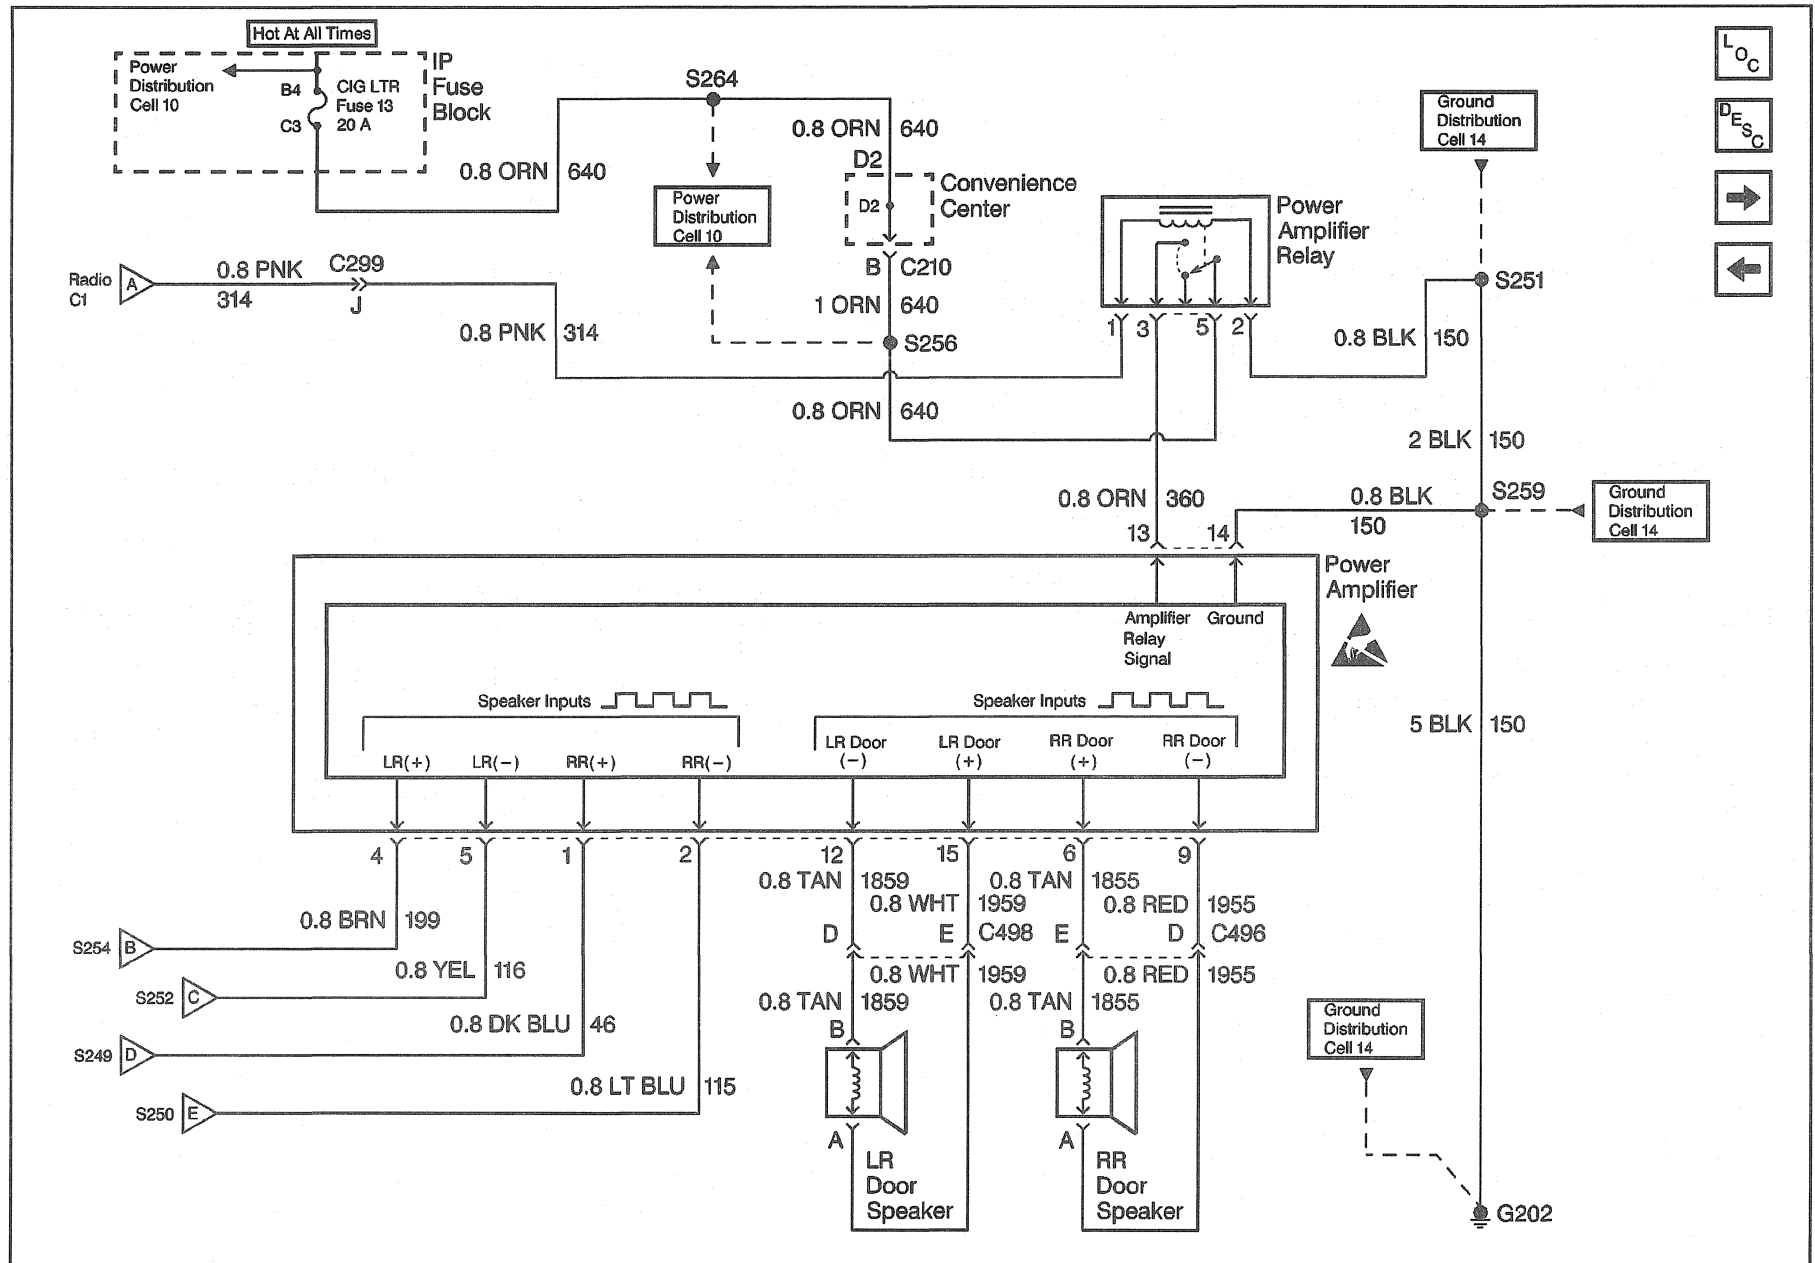 Hot At All Times
Power
Distribution
Cell 10
B4
C3
CIG LTR
Fuse 13
20 A
IP
Fuse
Block
0.8 ORN 640
S264
Power
Distribution
Cell 10
0.8 ORN 640
D2
D2
Convenience
Center
B C210
1 ORN 640
S256
0.8 ORN 640
Radio
C1
A
0.8 PNK
314
C299
J
0.8 PNK 314
Power
Amplifier
Relay
1 3 5 2
Ground
Distribution
Cell 14
S251
0.8 BLK 150
2 BLK 150
S259
Ground
Distribution
Cell 14
0.8 BLK
150
0.8 ORN 360
13 14
Power
Amplifier
Amplifier
Relay
Signal
Ground
5 BLK 150
Speaker Inputs
LR(+) LR(−) RR(+) RR(−)
Speaker Inputs
LR Door
(−)
LR Door
(+)
RR Door
(+)
RR Door
(−)
4 5 1 2 12 15 6 9
0.8 BRN 199
S254 B
0.8 YEL 116
S252 C
0.8 DK BLU 46
S249 D
0.8 LT BLU 115
S250 E
0.8 TAN 1859
0.8 WHT 1959
0.8 TAN 1855
0.8 RED 1955
D E C498 E D C496
0.8 WHT 1959
0.8 RED 1955
0.8 TAN 1859
0.8 TAN 1855
B
A
LR
Door
Speaker
B
A
RR
Door
Speaker
Ground
Distribution
Cell 14
G202
LOC
DESC